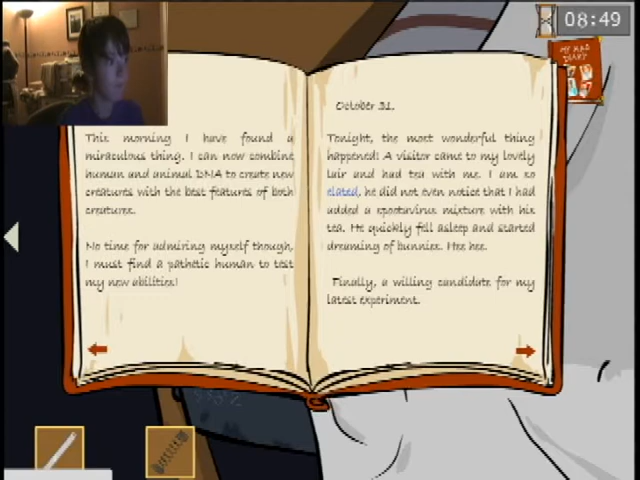 08:49
MY MAD
DIARY
This morning I have found a
miraculous thing. I can now combine
human and animal DNA to create new
creatures with the best features of both
creatures.
No time for admiring myself though,
I must find a pathetic human to test
my new abilities!
October 31.
Tonight, the most wonderful thing
happened! A visitor came to my lovely
lair and had tea with me. I am so
elated, he did not even notice that I had
added a spotavirus mixture with his
tea. He quickly fell asleep and started
dreaming of bunnies. Hee hee.
Finally, a willing candidate for my
latest experiment.